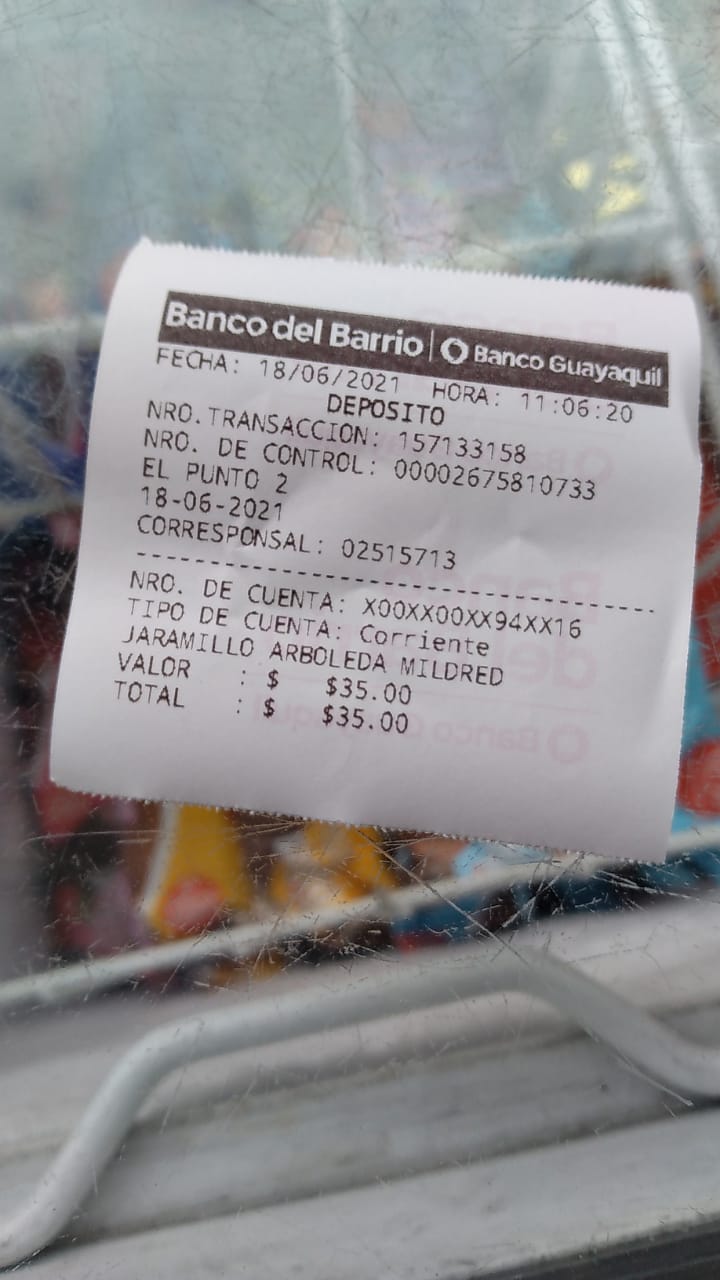 Banco del Barrio | Banco Guayaquil
FECHA: 18/06/2021 HORA: 11:06:20
DEPOSITO
NRO.TRANSACCION: 157133158
NRO. DE CONTROL: 00002675810733
EL PUNTO 2
18-06-2021
CORRESPONSAL: 02515713
NRO. DE CUENTA: X00XX00XX94XX16
TIPO DE CUENTA: Corriente
JARAMILLO ARBOLEDA MILDRED
VALOR : $ $35.00
TOTAL : $ $35.00